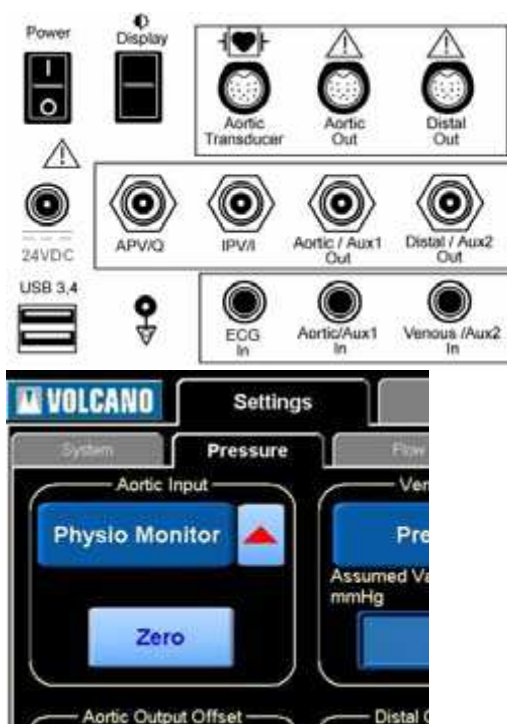 Power
Display
Aortic
Transducer
Aortic
Out
Distal
Out
24VDC
APV/Q
IPV/I
Aortic / Aux1
Out
Distal / Aux2
Out
USB 3,4
ECG
In
Aortic/Aux1
In
Venous /Aux2
In
VOLCANO
Settings
System
Pressure
Flow
Aortic Input
Ven
Physio Monitor
Pre
Assumed Va
mmHg
Zero
Aortic Output Offset
Distal